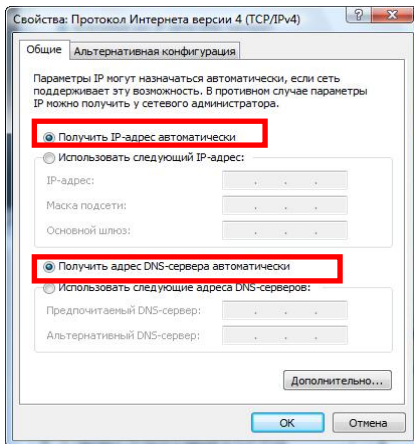 Свойства: Протокол Интернета версии 4 (TCP/IPv4)
Общие Альтернативная конфигурация
Параметры IP могут назначаться автоматически, если сеть
поддерживает эту возможность. В противном случае параметры
IP можно получить у сетевого администратора.
Получить IP-адрес автоматически
Использовать следующий IP-адрес:
IP-адрес:
Маска подсети:
Основной шлюз:
Получить адрес DNS-сервера автоматически
Использовать следующие адреса DNS-серверов:
Предпочитаемый DNS-сервер:
Альтернативный DNS-сервер:
Дополнительно...
OK Отмена